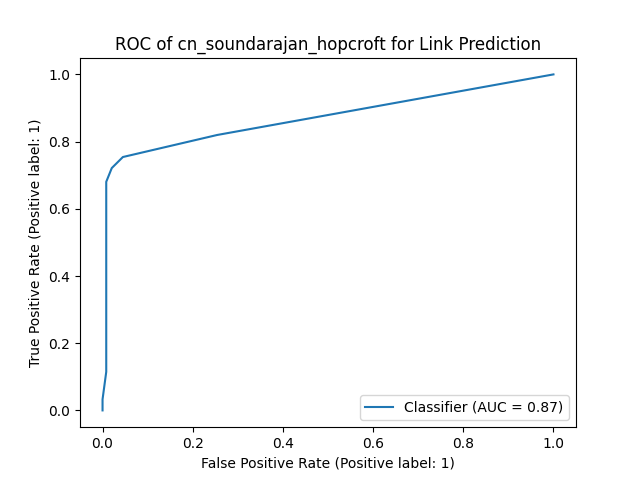 ROC of cn_soundarajan_hopcroft for Link Prediction
True Positive Rate (Positive label: 1)
1.0
0.8
0.6
0.4
0.2
0.0
Classifier (AUC = 0.87)
0.0 0.2 0.4 0.6 0.8 1.0
False Positive Rate (Positive label: 1)